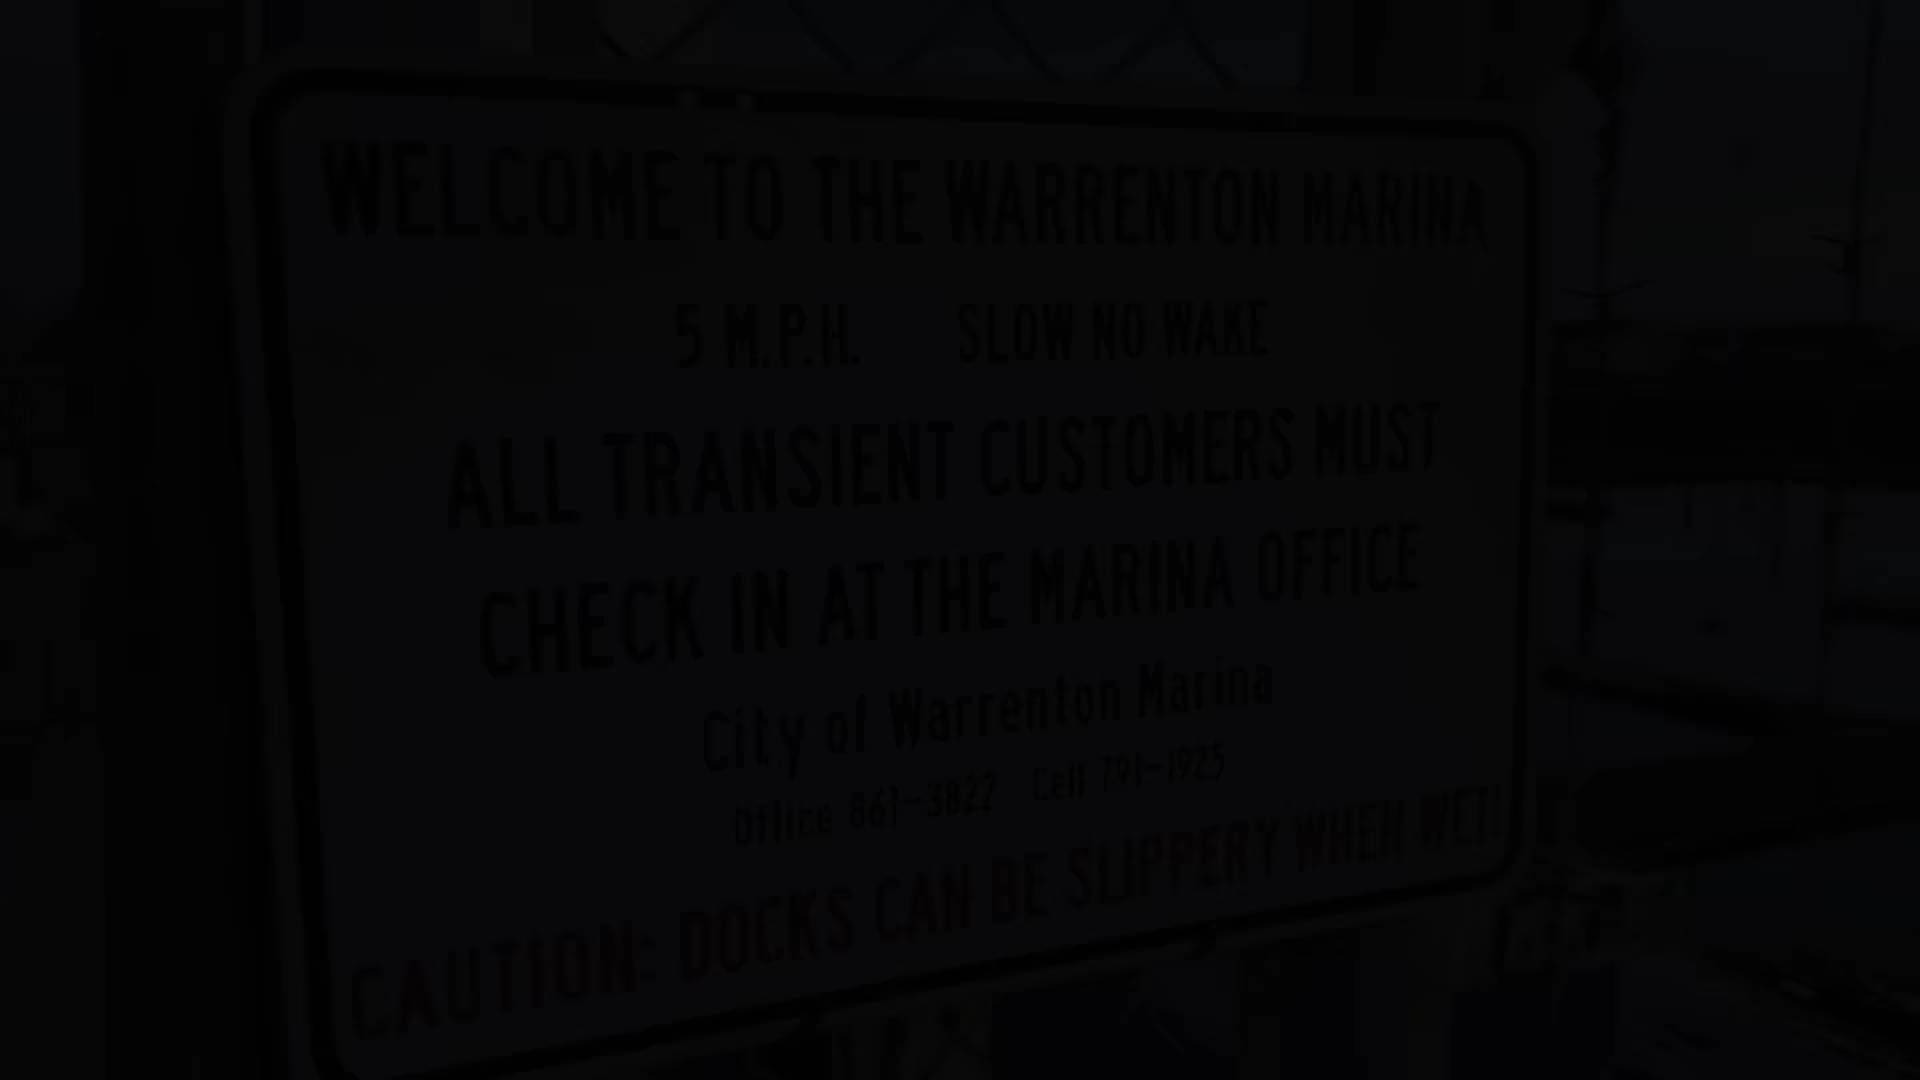 WELCOME TO THE WARRENTON MARINA
5 M.P.H. SLOW NO WAKE
ALL TRANSIENT CUSTOMERS MUST
CHECK IN AT THE MARINA OFFICE
City of Warrenton Marina
Office 861-3822 Cell 791-1925
CAUTION: DOCKS CAN BE SLIPPERY WHEN WET!